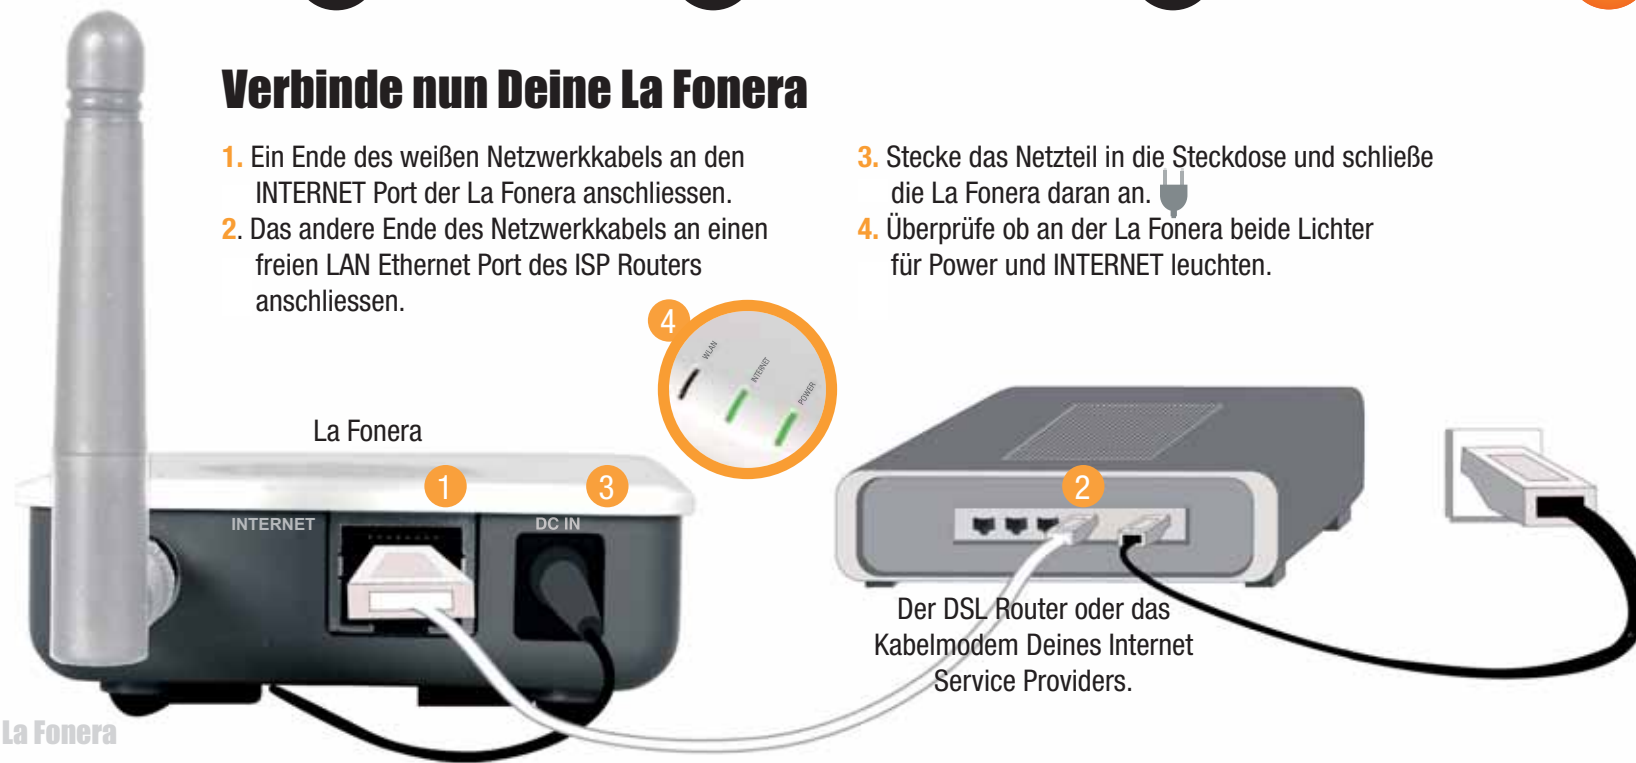 Verbinde nun Deine La Fonera
1. Ein Ende des weißen Netzwerkkabels an den
INTERNET Port der La Fonera anschliessen.
2. Das andere Ende des Netzwerkkabels an einen
freien LAN Ethernet Port des ISP Routers
anschliessen.
3. Stecke das Netzteil in die Steckdose und schließe
die La Fonera daran an.
4. Überprüfe ob an der La Fonera beide Lichter
für Power und INTERNET leuchten.
4
WLAN
INTERNET
POWER
La Fonera
1
3
INTERNET
DC IN
2
Der DSL Router oder das
Kabelmodem Deines Internet
Service Providers.
La Fonera